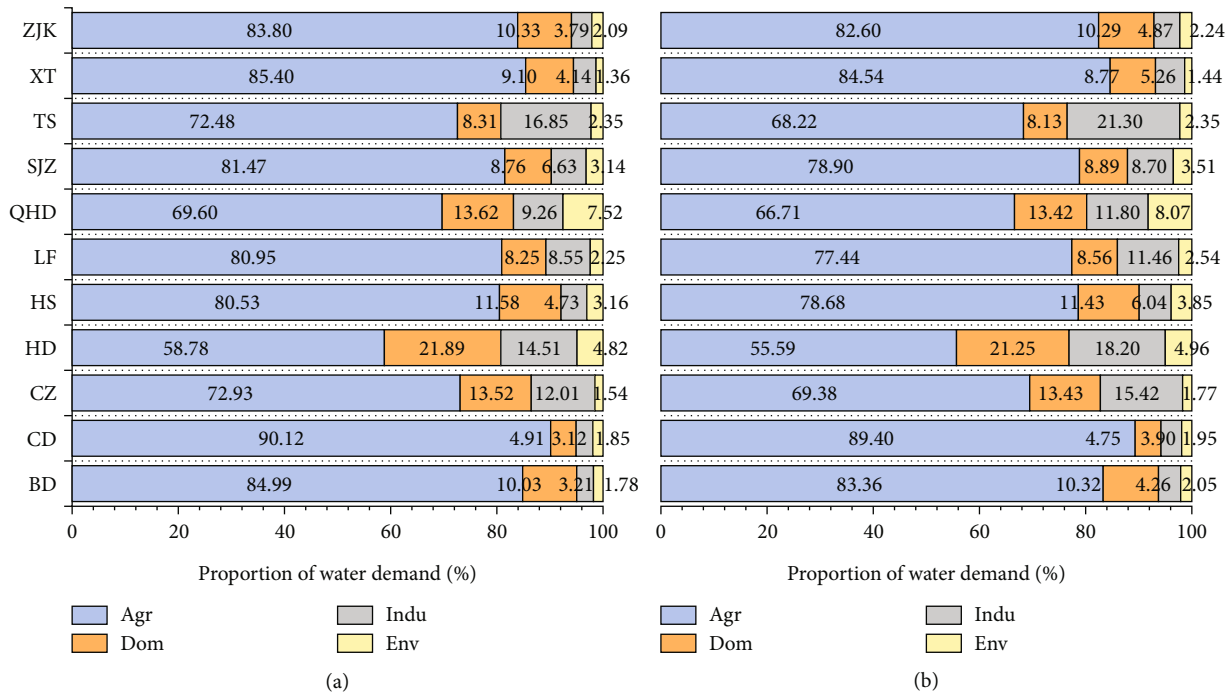 ZJK 83.80 10.33 3.79 2.09 82.60 10.29 4.87 2.24
XT 85.40 9.10 4.14 1.36 84.54 8.77 5.26 1.44
TS 72.48 8.31 16.85 2.35 68.22 8.13 21.30 2.35
SJZ 81.47 8.76 6.63 3.14 78.90 8.89 8.70 3.51
QHD 69.60 13.62 9.26 7.52 66.71 13.42 11.80 8.07
LF 80.95 8.25 8.55 2.25 77.44 8.56 11.46 2.54
HS 80.53 11.58 4.73 3.16 78.68 11.43 6.04 3.85
HD 58.78 21.89 14.51 4.82 55.59 21.25 18.20 4.96
CZ 72.93 13.52 12.01 1.54 69.38 13.43 15.42 1.77
CD 90.12 4.91 3.12 1.85 89.40 4.75 3.90 1.95
BD 84.99 10.03 3.21 1.78 83.36 10.32 4.26 2.05
0 20 40 60 80 100 0 20 40 60 80 100
Proportion of water demand (%) Proportion of water demand (%)
Agr Indu Agr Indu
Dom Env Dom Env
(a) (b)